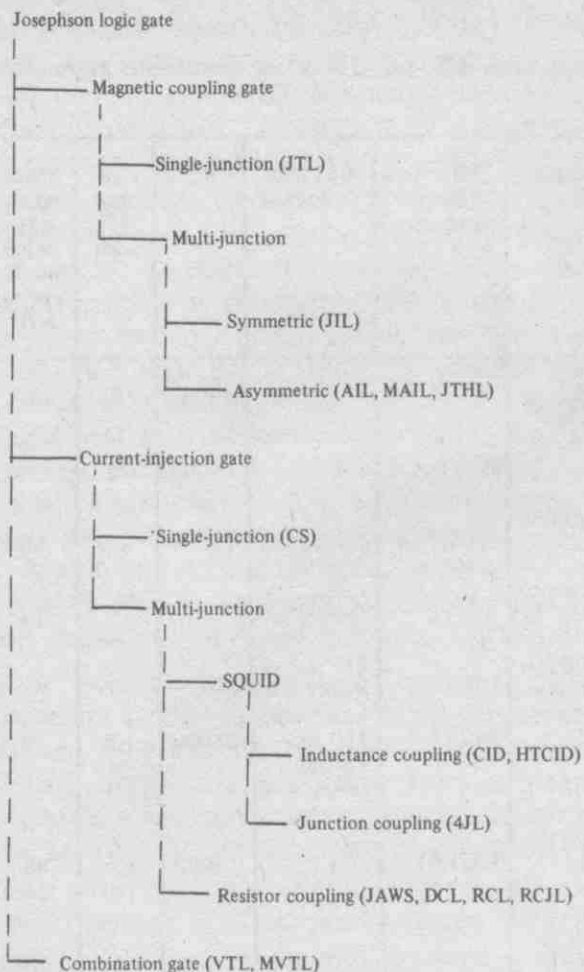 Josephson logic gate
Magnetic coupling gate
Single-junction (JTL)
Multi-junction
Symmetric (JIL)
Asymmetric (AIL, MAIL, JTHL)
Current-injection gate
Single-junction (CS)
Multi-junction
SQUID
Inductance coupling (CID, HTCID)
Junction coupling (4JL)
Resistor coupling (JAWS, DCL, RCL, RCJL)
Combination gate (VTL, MVTL)